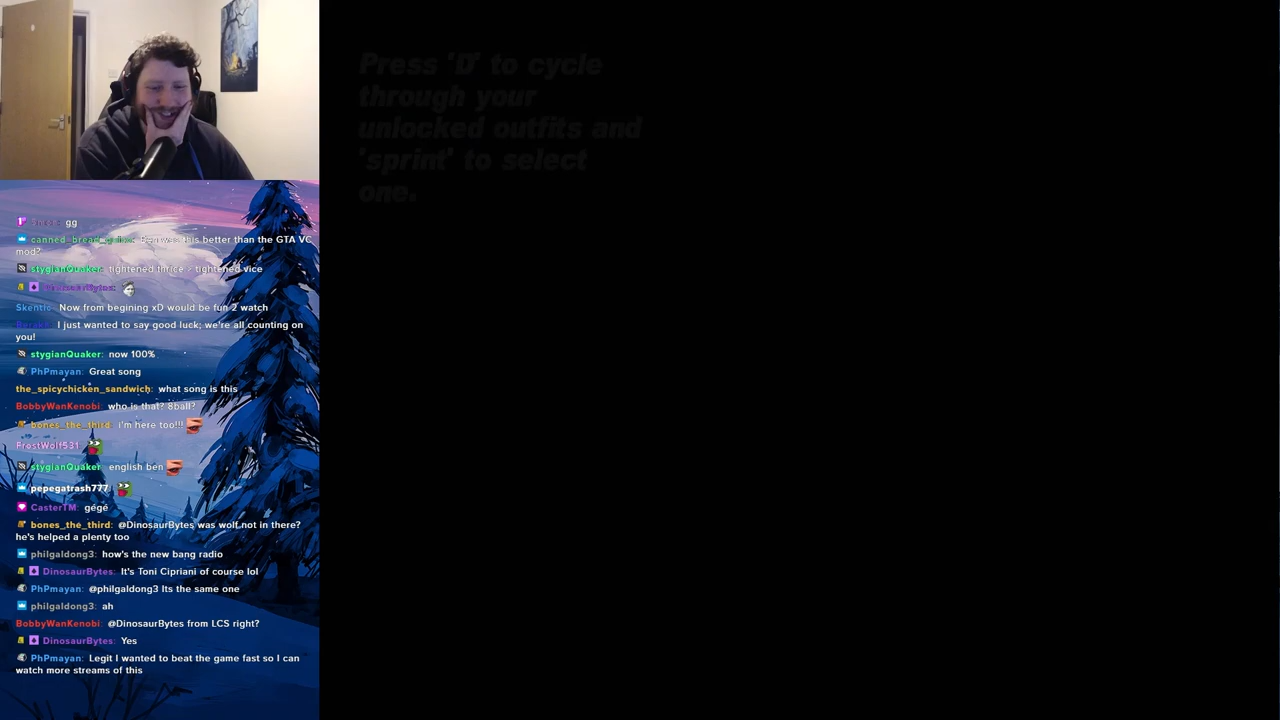 Press 'D' to cycle
through your
unlocked outfits and
'sprint' to select
one.
gg
this better than the GTA VC
mod?
stygianQuaker: tightened thrice > tightened vice
DinosaurBytes:
Skentic: Now from begining xD would be fun 2 watch
I just wanted to say good luck; we're all counting on
you!
stygianQuaker: now 100%
PhPmayan: Great song
the_spicychicken_sandwich: what song is this
BobbyWanKenobi: who is that? 8ball?
bones_the_third: i'm here too!!!
FrostWolf531:
stygianQuaker: english ben
pepegatrash777:
CasterTM: gégé
bones_the_third: @DinosaurBytes was wolf not in there?
he's helped a plenty too
philgaldong3: how's the new bang radio
DinosaurBytes: It's Toni Cipriani of course lol
PhPmayan: @philgaldong3 Its the same one
philgaldong3: ah
BobbyWanKenobi: @DinosaurBytes from LCS right?
DinosaurBytes: Yes
PhPmayan: Legit I wanted to beat the game fast so I can
watch more streams of this